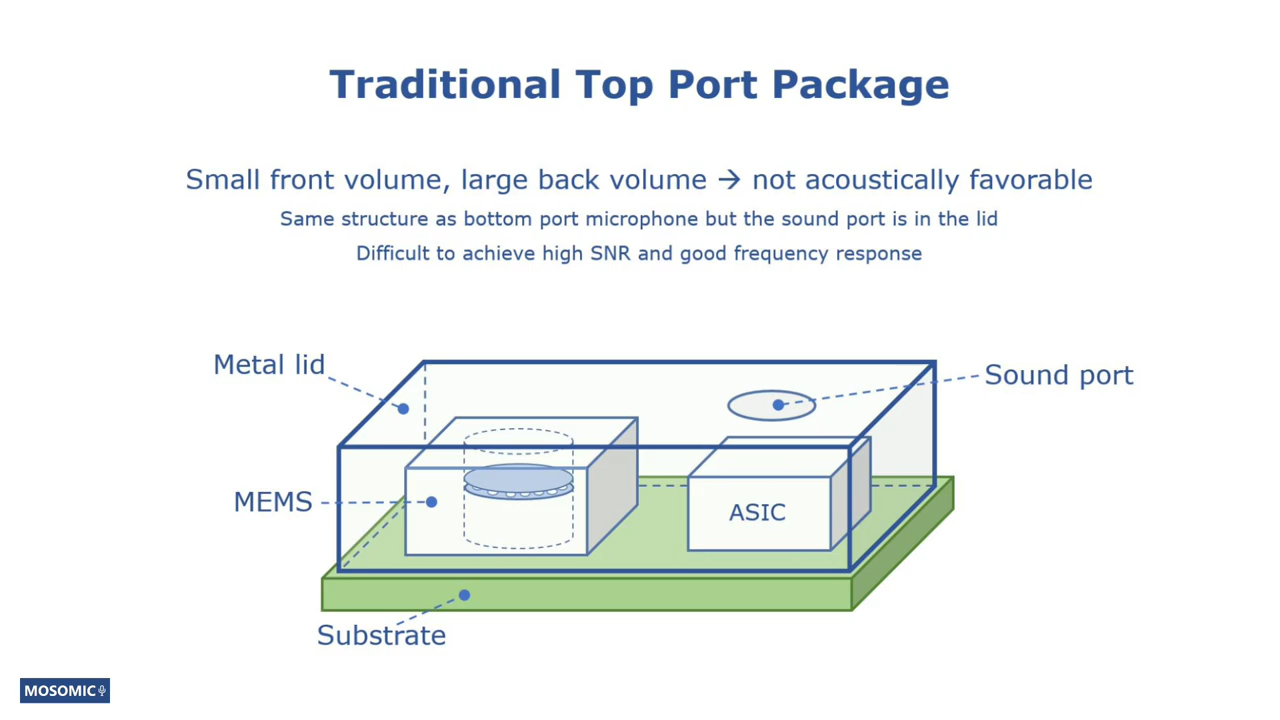 Traditional Top Port Package
Small front volume, large back volume → not acoustically favorable
Same structure as bottom port microphone but the sound port is in the lid
Difficult to achieve high SNR and good frequency response
Metal lid
Sound port
MEMS
ASIC
Substrate
MOSOMIC